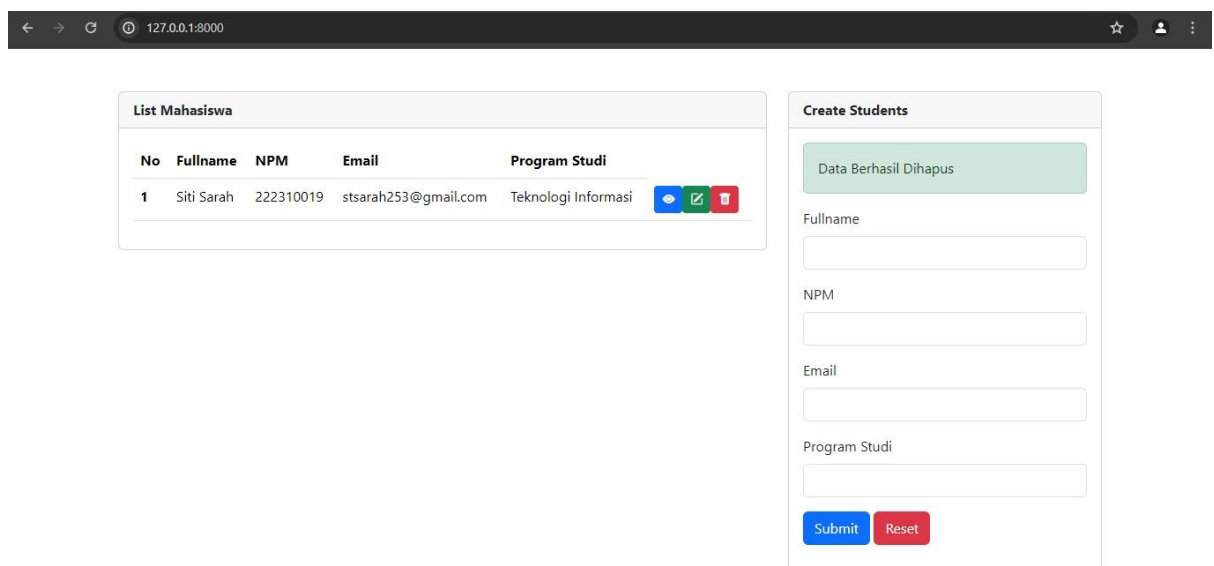 127.0.0.1:8000
List Mahasiswa
No Fullname NPM Email Program Studi
1 Siti Sarah 222310019 stsarah253@gmail.com Teknologi Informasi
Create Students
Data Berhasil Dihapus
Fullname
NPM
Email
Program Studi
Submit Reset